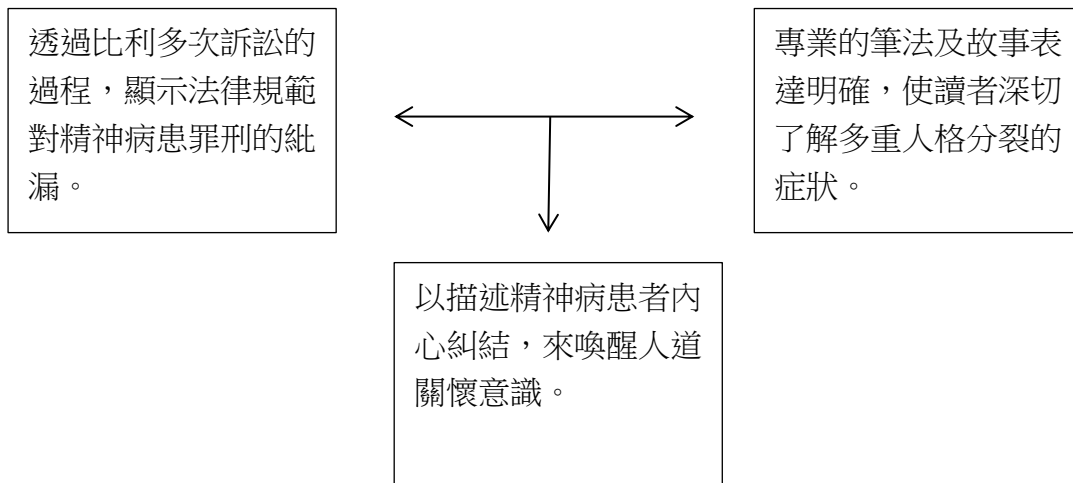 透過比利多次訴訟的
過程，顯示法律規範
對精神病患罪刑的紕
漏。
專業的筆法及故事表
達明確，使讀者深切
了解多重人格分裂的
症狀。
以描述精神病患者內
心糾結，來喚醒人道
關懷意識。